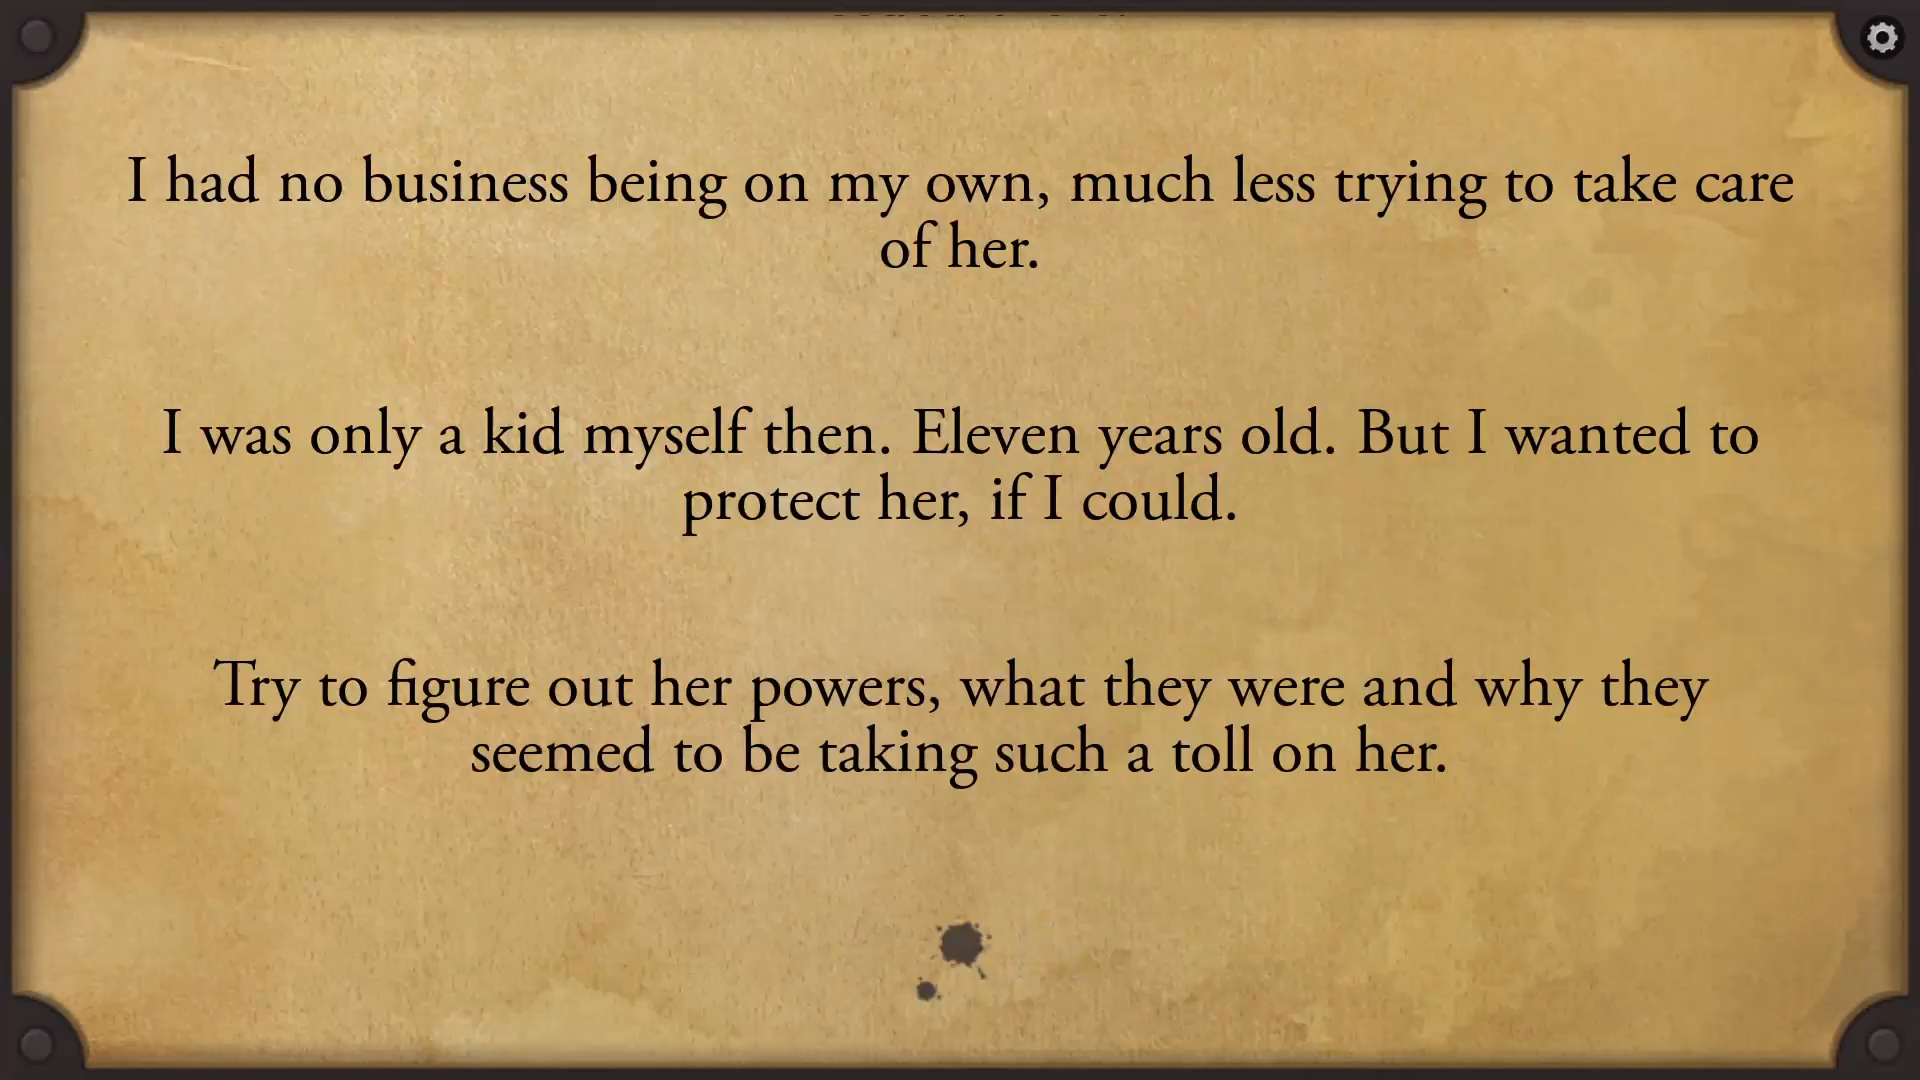 I had no business being on my own, much less trying to take care
of her.
I was only a kid myself then. Eleven years old. But I wanted to
protect her, if I could.
Try to figure out her powers, what they were and why they
seemed to be taking such a toll on her.